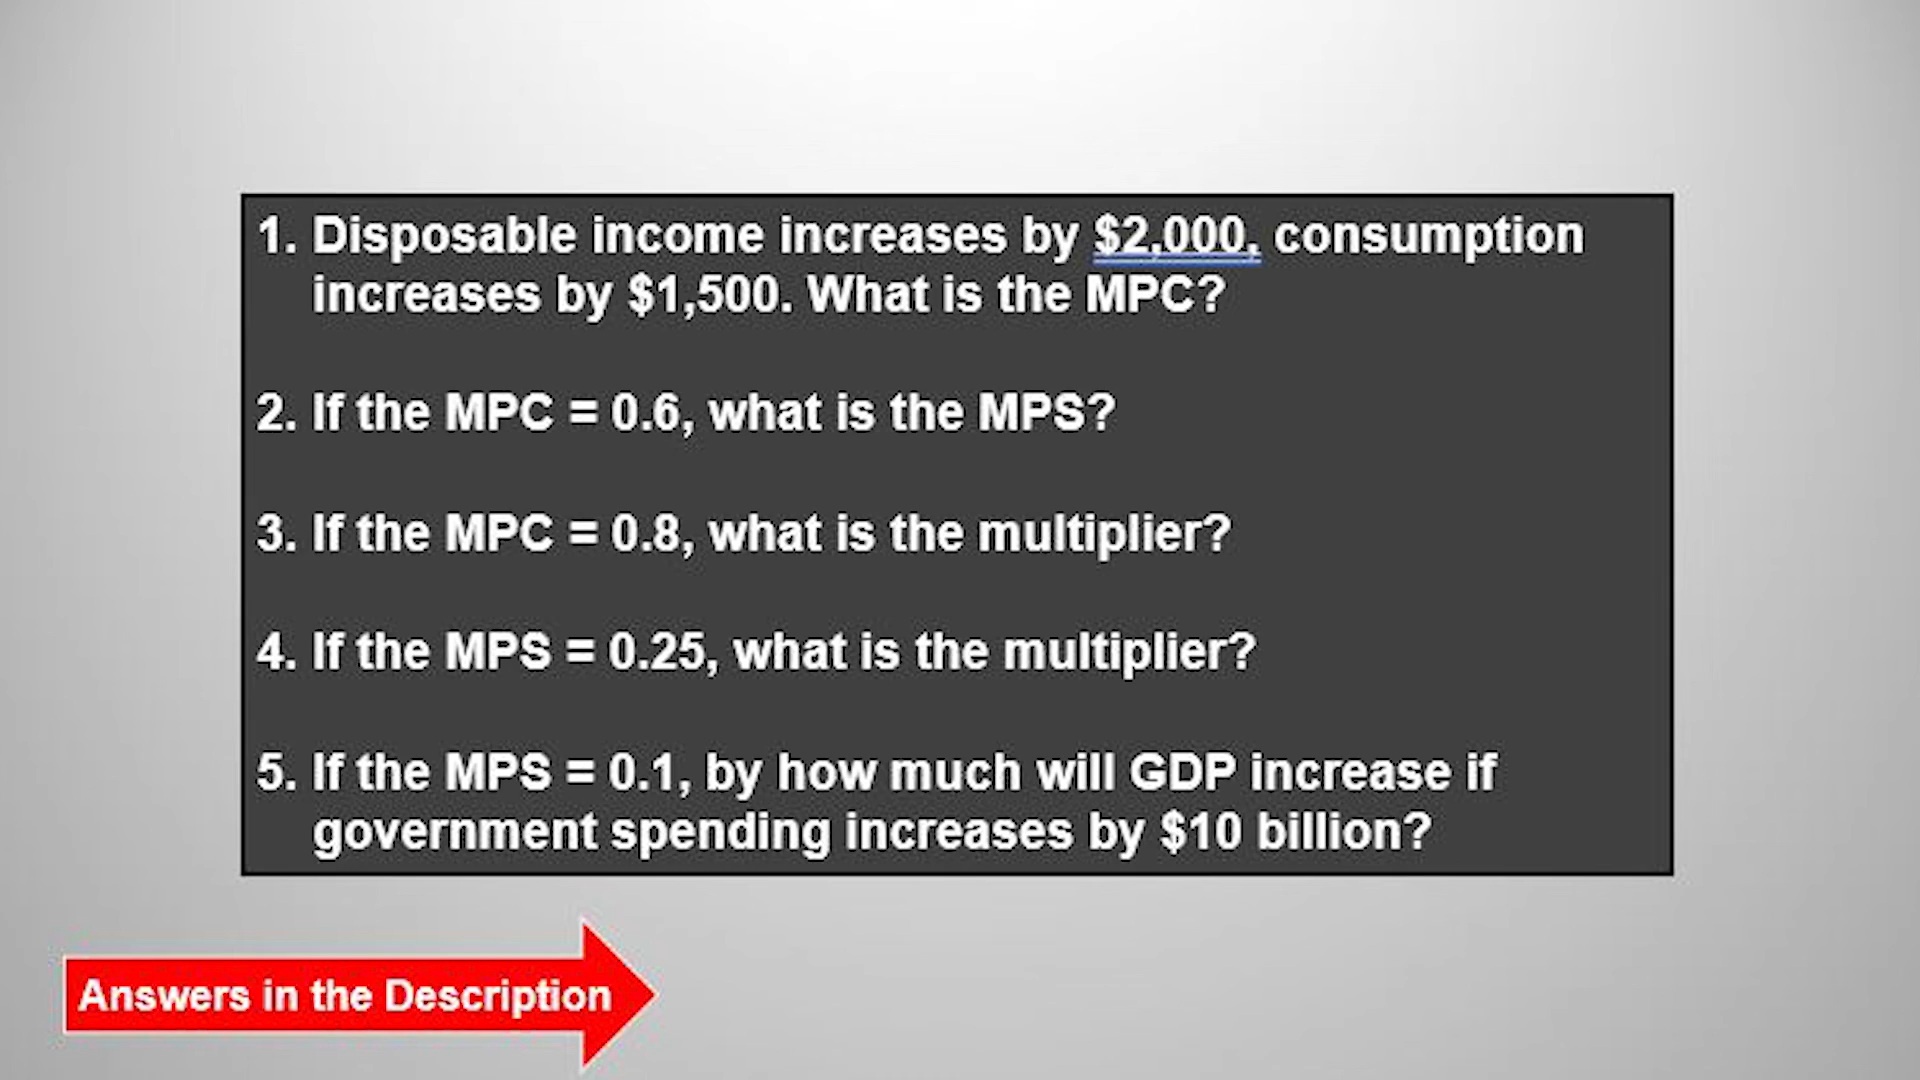 1. Disposable income increases by $2,000, consumption
increases by $1,500. What is the MPC?
2. If the MPC = 0.6, what is the MPS?
3. If the MPC = 0.8, what is the multiplier?
4. If the MPS = 0.25, what is the multiplier?
5. If the MPS = 0.1, by how much will GDP increase if
government spending increases by $10 billion?
Answers in the Description